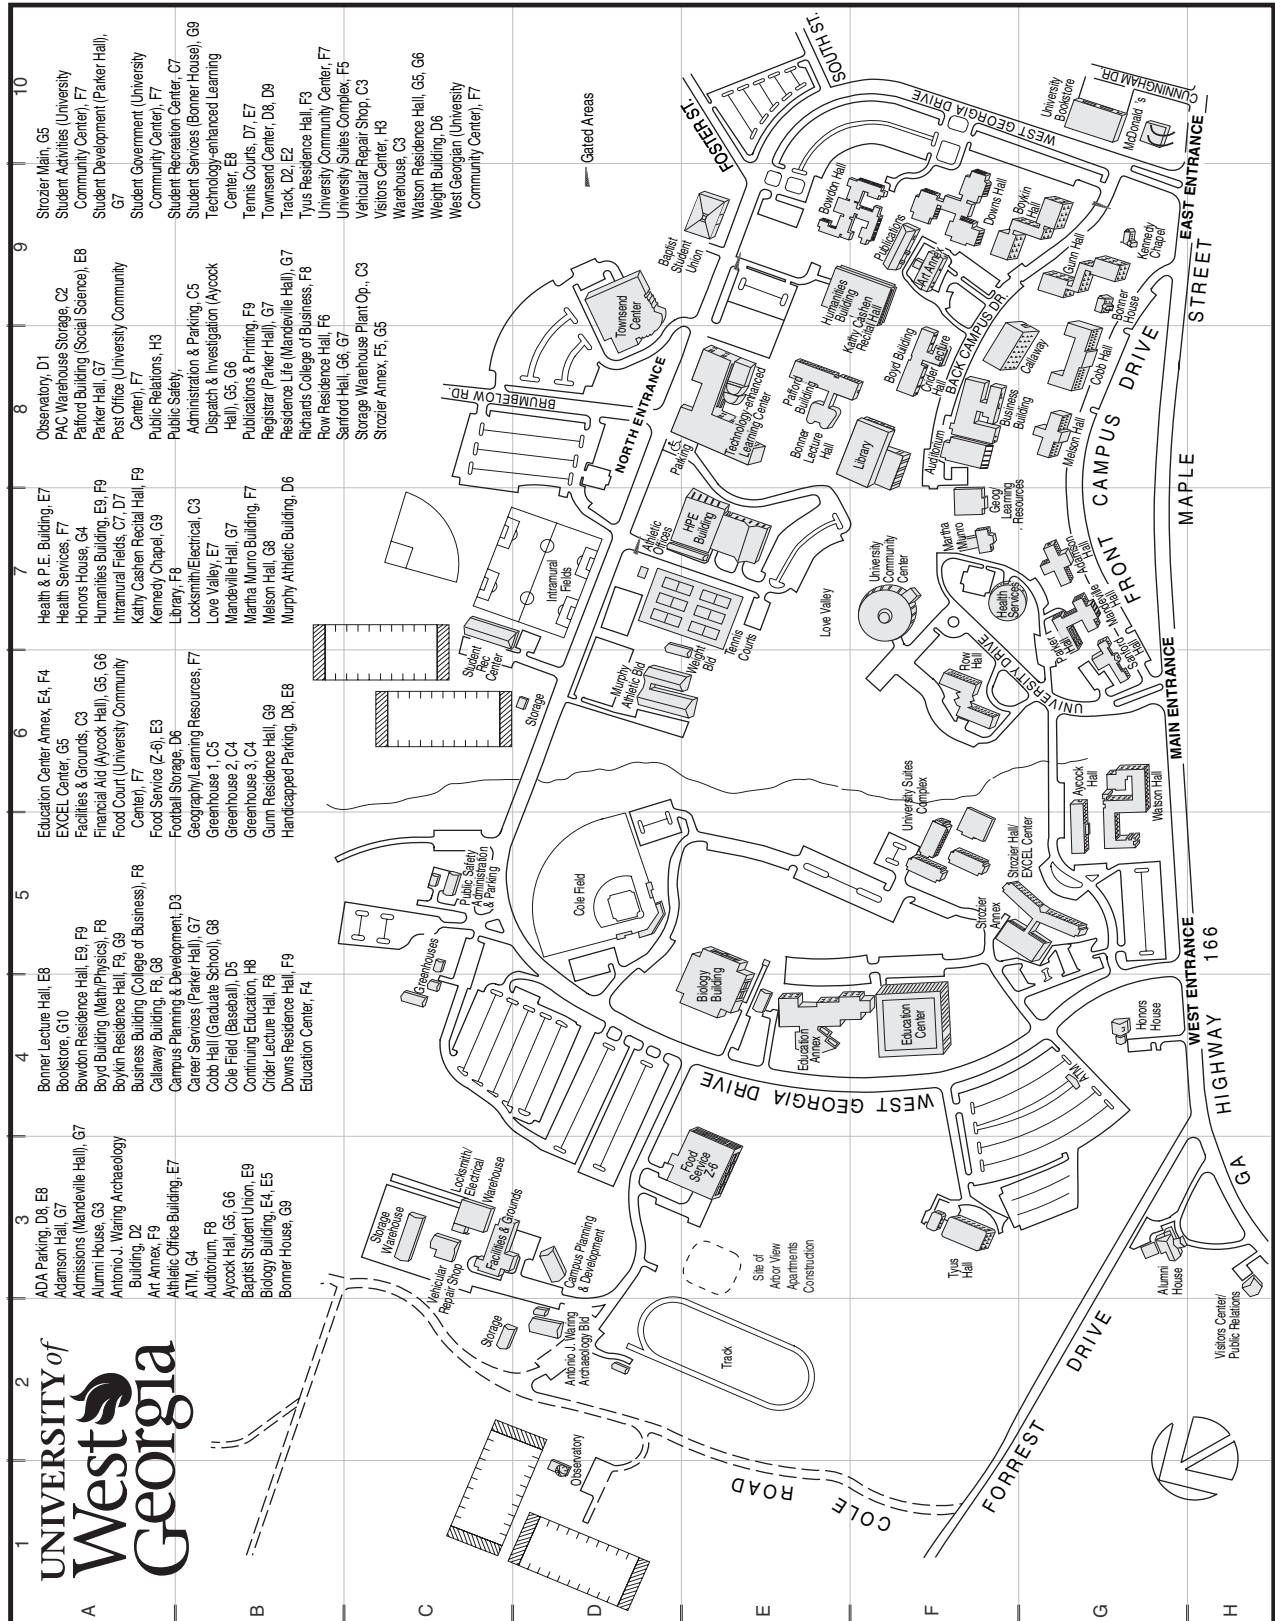 UNIVERSITY of
West
Georgia
1
2
3
4
5
6
7
8
9
10
A
B
C
D
E
F
G
H
ADA Parking, D8, E8
Adamson Hall, G7
Admissions (Mandeville Hall), G7
Alumni House, G3
Antonio J. Waring Archaeology
Building, D2
Art Annex, F9
Athletic Office Building, E7
ATM, G4
Auditorium, F8
Aycock Hall, G5, G6
Baptist Student Union, E9
Biology Building, E4, E5
Bonner House, G9
Bonner Lecture Hall, E8
Bookstore, G10
Bowdon Residence Hall, E9, F9
Boyd Building (Math/Physics), F8
Boykin Residence Hall, F9, G9
Business Building (College of Business), F8
Callaway Building, F8, G8
Campus Planning & Development, D3
Career Services (Parker Hall), G7
Cobb Hall (Graduate School), G8
Cole Field (Baseball), D5
Continuing Education, H8
Crider Lecture Hall, F8
Downs Residence Hall, F9
Education Center, F4
Education Center Annex, E4, F4
EXCEL Center, G5
Facilities & Grounds, C3
Financial Aid (Aycock Hall), G5, G6
Food Court (University Community
Center), F7
Food Service (Z-6), E3
Football Storage, D6
Geography/Learning Resources, F7
Greenhouse 1, C5
Greenhouse 2, C4
Greenhouse 3, C4
Gunn Residence Hall, G9
Handicapped Parking, D8, E8
Health & P.E. Building, E7
Health Services, F7
Honors House, G4
Humanities Building, E9, F9
Intramural Fields, C7, D7
Kathy Cashen Recital Hall, F9
Kennedy Chapel, G9
Library, F8
Locksmith/Electrical, C3
Love Valley, E7
Mandeville Hall, G7
Martha Munro Building, F7
Melson Hall, G8
Murphy Athletic Building, D6
Observatory, D1
PAC Warehouse Storage, C2
Pafford Building (Social Science), E8
Parker Hall, G7
Post Office (University Community
Center), F7
Public Relations, H3
Public Safety,
Administration & Parking, C5
Dispatch & Investigation (Aycock
Hall), G5, G6
Publications & Printing, F9
Registrar (Parker Hall), G7
Residence Life (Mandeville Hall), G7
Richards College of Business, F8
Row Residence Hall, F6
Sanford Hall, G6, G7
Storage Warehouse Plant Op., C3
Strozier Annex, F5, G5
Strozier Main, G5
Student Activities (University
Community Center), F7
Student Development (Parker Hall),
G7
Student Government (University
Community Center), F7
Student Recreation Center, C7
Student Services (Bonner House), G9
Technology-enhanced Learning
Center, E8
Tennis Courts, D7, E7
Townsend Center, D8, D9
Track, D2, E2
Tyus Residence Hall, F3
University Community Center, F7
University Suites Complex, F5
Vehicular Repair Shop, C3
Visitors Center, H3
Warehouse, C3
Watson Residence Hall, G5, G6
Weight Building, D6
West Georgian (University
Community Center), F7
Gated Areas
BRUMBELOW RD.
NORTH ENTRANCE
FOSTER ST.
SOUTH ST.
WEST GEORGIA DRIVE
CUNNINGHAM DR.
EAST ENTRANCE
University
Bookstore
McDonald 's
Townsend
Center
Baptist
Student
Union
Bowdon Hall
Publications
Art Annex
Downs Hall
Boykin
Hall
Gunn Hall
Kennedy
Chapel
Bonner
House
Humanities
Building
Kathy Cashen
Recital Hall
Boyd Building
Crider Lecture
Hall
BACK CAMPUS DR.
Callaway
Cobb Hall
Pafford
Building
Bonner
Lecture
Hall
Technology-enhanced
Learning Center
Parking
Library
Auditorium
Business
Building
Melson Hall
Geog/
Learning
Resources
Martha
Munro
Athletic
Offices
HPE
Building
Intramural
Fields
Student
Rec
Center
Storage
Murphy
Athletic Bld
Weight
Bld
Tennis
Courts
Love Valley
University
Community
Center
Health
Services
Adamson
Hall
Mandeville
Hall
Parker
Hall
Sanford
Hall
Row
Hall
UNIVERSITY DRIVE
FRONT CAMPUS DRIVE
MAPLE STREET
MAIN ENTRANCE
Aycock
Hall
Watson Hall
University Suites
Complex
Strozier Hall/
EXCEL Center
Strozier
Annex
Cole Field
Public Safety
Administration
& Parking
Greenhouses
Biology
Building
Education
Annex
Education
Center
WEST GEORGIA DRIVE
WEST ENTRANCE
HIGHWAY 166
GA
Honors
House
ATM
Food
Service
Z-6
Storage
Warehouse
Locksmith/
Electrical
Warehouse
Facilities & Grounds
Vehicular
Repair Shop
Campus Planning
& Development
Storage
Antonio J. Waring
Archaeology Bld
Site of
Arbor View
Apartments
Construction
Track
Tyus
Hall
Alumni
House
Visitors Center/
Public Relations
Observatory
COLE ROAD
FORREST DRIVE